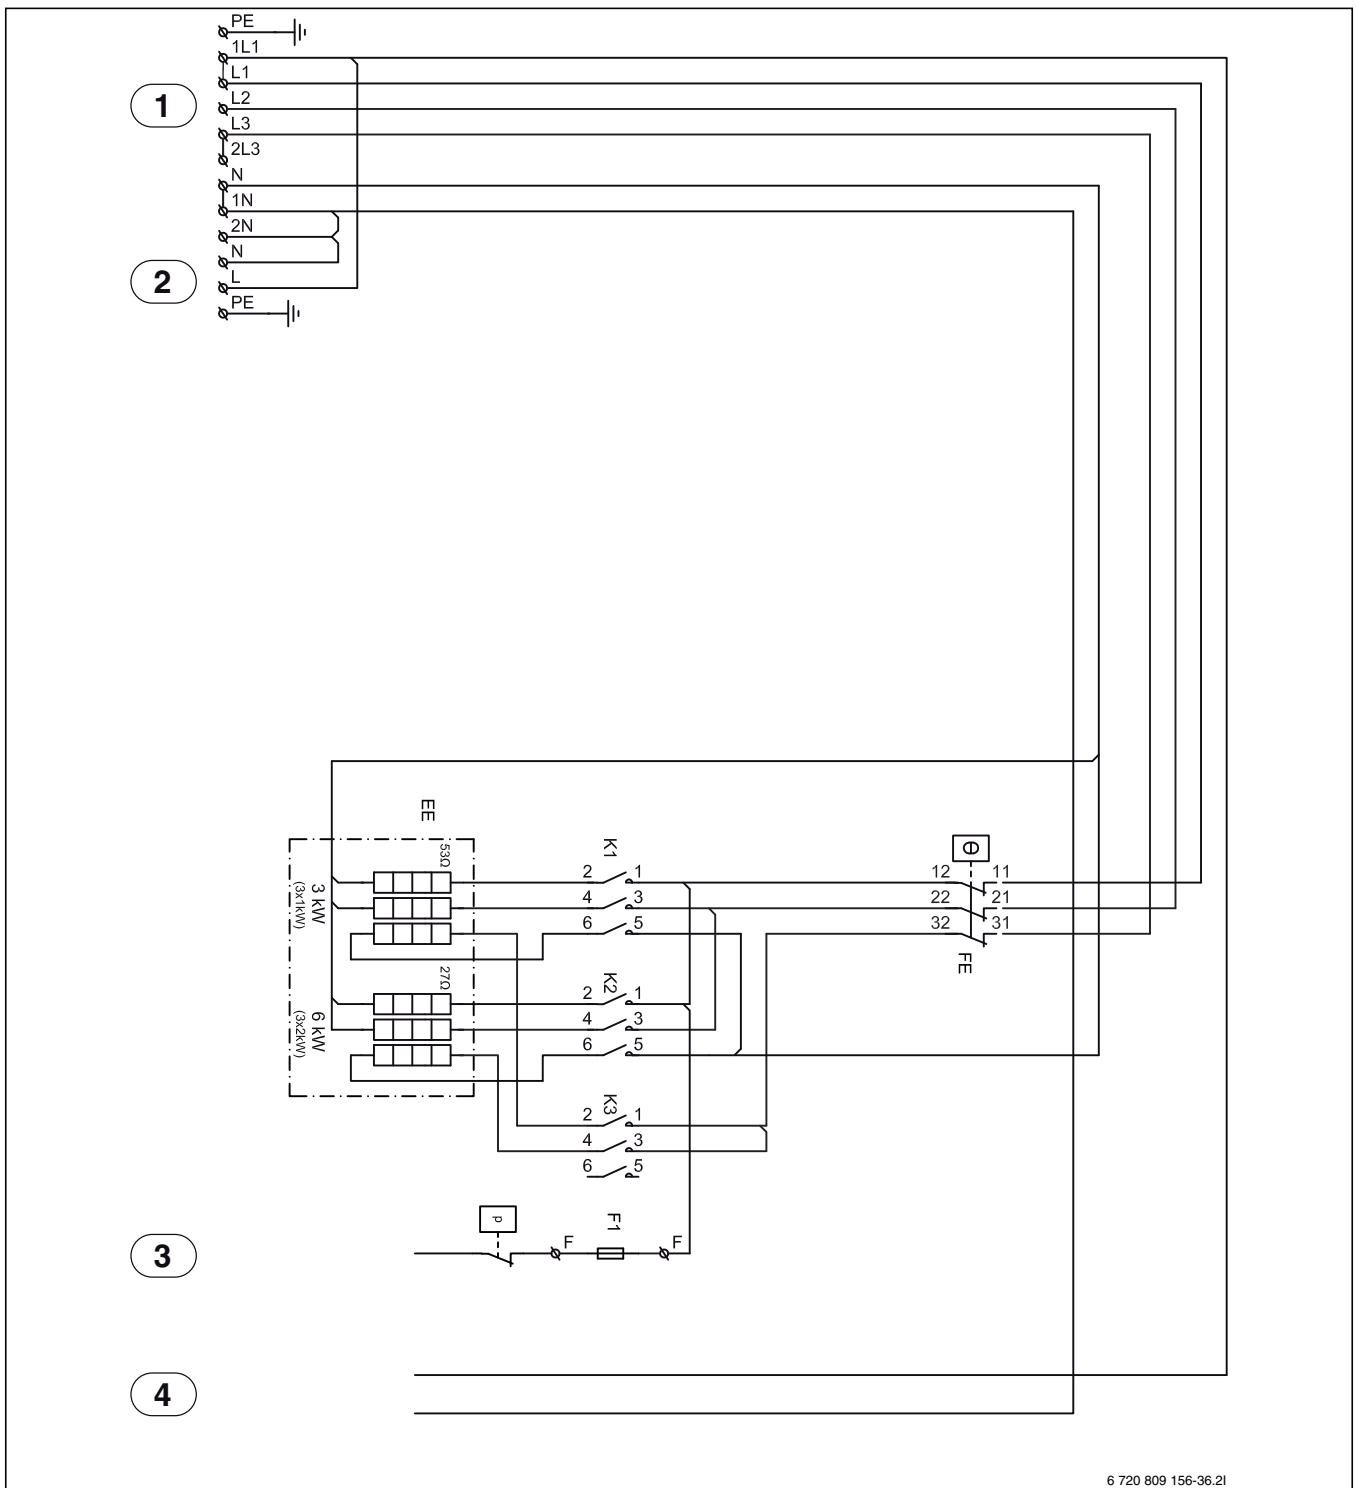 PE
1L1
L1
1
L2
L3
2L3
N
1N
2N
N
2
L
PE
EE
53Ω
3 kW
(3x1kW)
27Ω
6 kW
(3x2kW)
K1
2 1
4 3
6 5
K2
2 1
4 3
6 5
K3
2 1
4 3
6 5
θ
12 11
22 21
32 31
FE
p
F
F1
F
3
4
6 720 809 156-36.2I